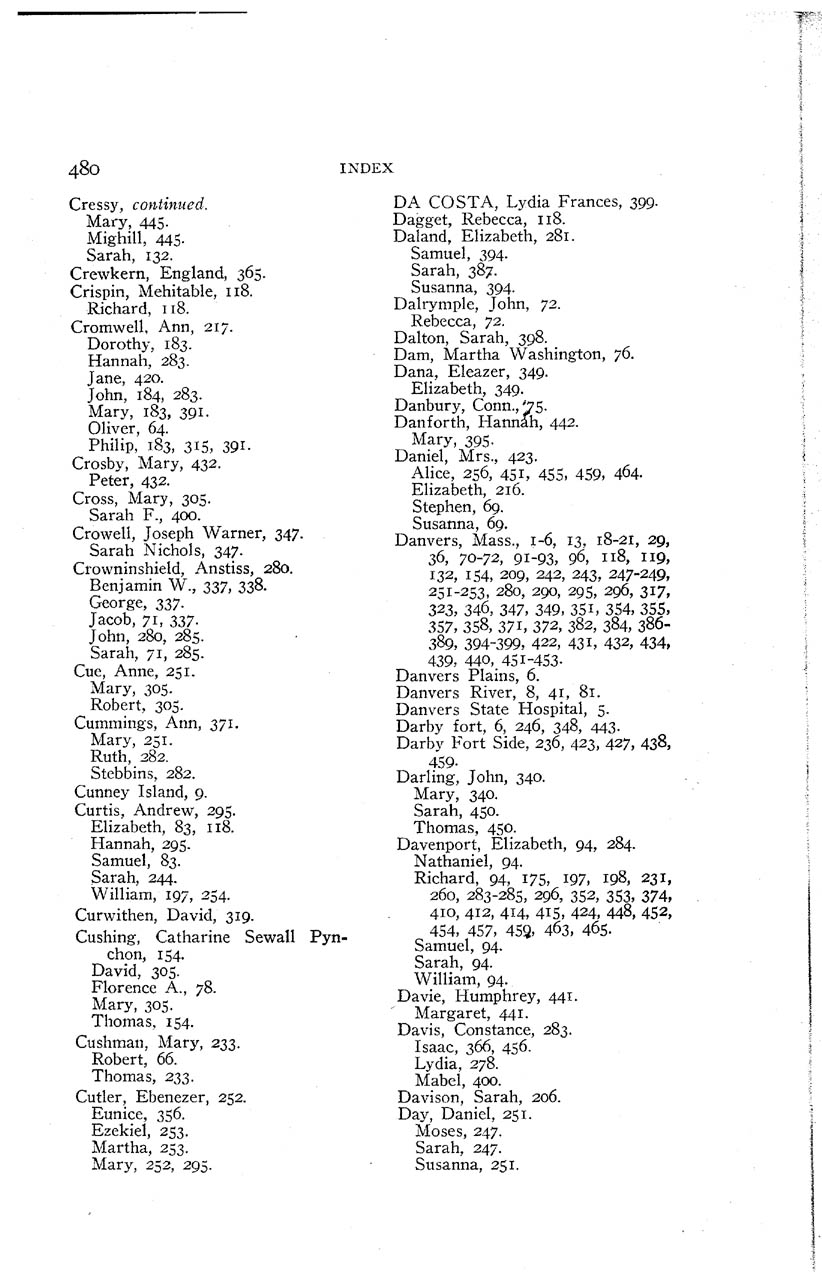 480
INDEX
Cressy, continued.
Mary, 445.
Mighill, 445.
Sarah, 132.
Crewkern, England, 365.
Crispin, Mehitable, 118.
Richard, 118.
Cromwell, Ann, 217.
Dorothy, 183.
Hannah, 283.
Jane, 420.
John, 184, 283.
Mary, 183, 391.
Oliver, 64.
Philip, 183, 315, 391.
Crosby, Mary, 432.
Peter, 432.
Cross, Mary, 305.
Sarah F., 400.
Crowell, Joseph Warner, 347.
Sarah Nichols, 347.
Crowninshield, Anstiss, 280.
Benjamin W., 337, 338.
George, 337.
Jacob, 71, 337.
John, 280, 285.
Sarah, 71, 285.
Cue, Anne, 251.
Mary, 305.
Robert, 305.
Cummings, Ann, 371.
Mary, 251.
Ruth, 282.
Stebbins, 282.
Cunney Island, 9.
Curtis, Andrew, 295.
Elizabeth, 83, 118.
Hannah, 295.
Samuel, 83.
Sarah, 244.
William, 197, 254.
Curwithen, David, 319.
Cushing, Catharine Sewall Pyn-
chon, 154.
David, 305.
Florence A., 78.
Mary, 305.
Thomas, 154.
Cushman, Mary, 233.
Robert, 66.
Thomas, 233.
Cutler, Ebenezer, 252.
Eunice, 356.
Ezekiel, 253.
Martha, 253.
Mary, 252, 295.
DA COSTA, Lydia Frances, 399.
Dagget, Rebecca, 118.
Daland, Elizabeth, 281.
Samuel, 394.
Sarah, 387.
Susanna, 394.
Dalrymple, John, 72.
Rebecca, 72.
Dalton, Sarah, 398.
Dam, Martha Washington, 76.
Dana, Eleazer, 349.
Elizabeth, 349.
Danbury, Conn., 75.
Danforth, Hannah, 442.
Mary, 395.
Daniel, Mrs., 423.
Alice, 256, 451, 455, 459, 464.
Elizabeth, 216.
Stephen, 69.
Susanna, 69.
Danvers, Mass., 1-6, 13, 18-21, 29,
36, 70-72, 91-93, 96, 118, 119,
132, 154, 209, 242, 243, 247-249,
251-253, 280, 290, 295, 296, 317,
323, 346, 347, 349, 351, 354, 355,
357, 358, 371, 372, 382, 384, 386-
389, 394-399, 422, 431, 432, 434,
439, 440, 451-453.
Danvers Plains, 6.
Danvers River, 8, 41, 81.
Danvers State Hospital, 5.
Darby fort, 6, 246, 348, 443.
Darby Fort Side, 236, 423, 427, 438,
459.
Darling, John, 340.
Mary, 340.
Sarah, 450.
Thomas, 450.
Davenport, Elizabeth, 94, 284.
Nathaniel, 94.
Richard, 94, 175, 197, 198, 231,
260, 283-285, 296, 352, 353, 374,
410, 412, 414, 415, 424, 448, 452,
454, 457, 459, 463, 465.
Samuel, 94.
Sarah, 94.
William, 94.
Davie, Humphrey, 441.
Margaret, 441.
Davis, Constance, 283.
Isaac, 366, 456.
Lydia, 278.
Mabel, 400.
Davison, Sarah, 206.
Day, Daniel, 251.
Moses, 247.
Sarah, 247.
Susanna, 251.